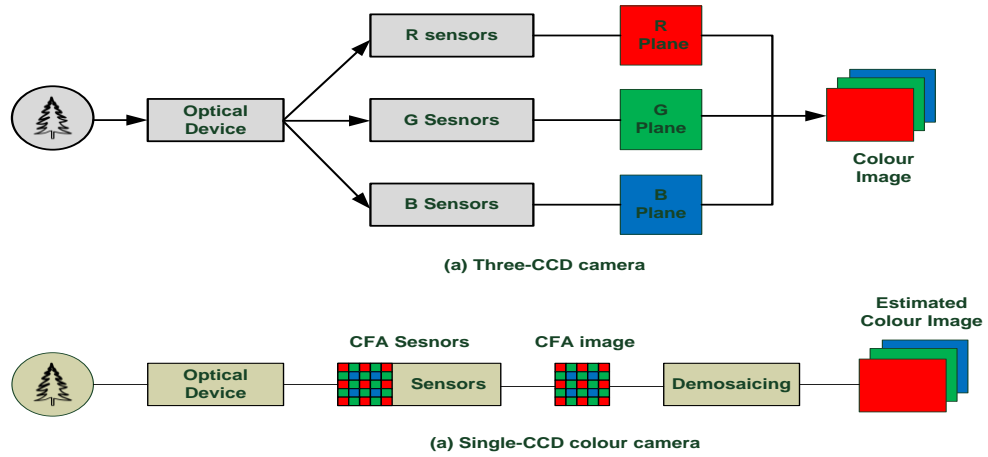 R sensors
R
Plane
Optical
Device
G Sesnors
G
Plane
Colour
Image
B Sensors
B
Plane
(a) Three-CCD camera
Estimated
Colour Image
CFA Sesnors
CFA image
Optical
Device
Sensors
Demosaicing
(a) Single-CCD colour camera